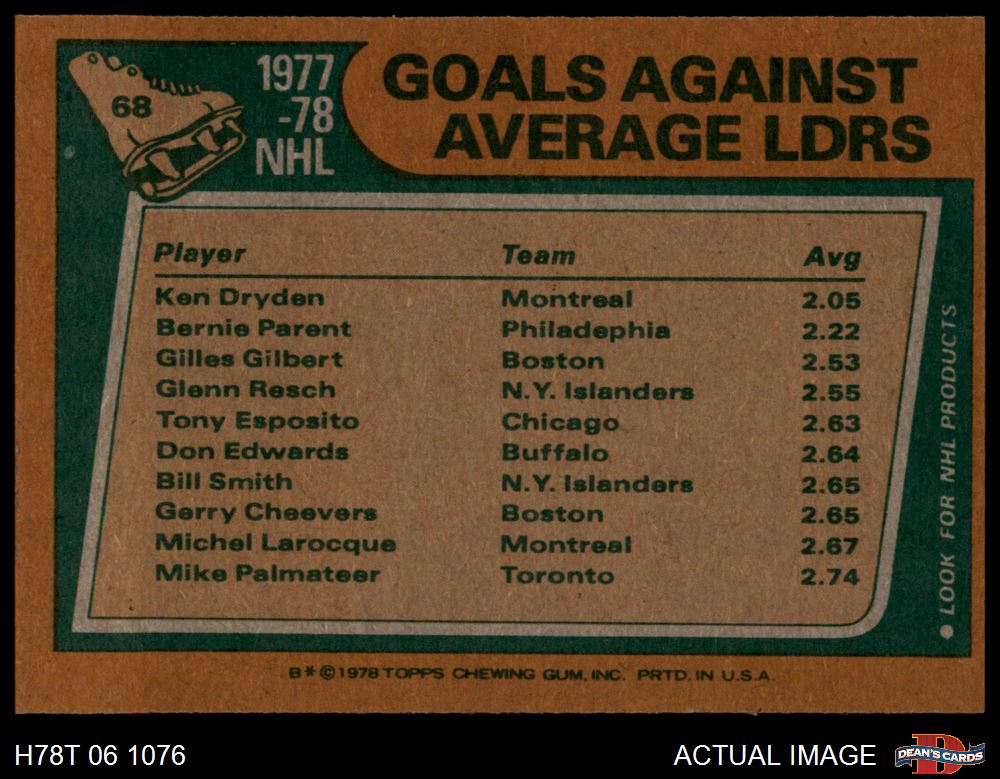 68
1977
-78
NHL
GOALS AGAINST
AVERAGE LDRS
Player Team Avg
Ken Dryden Montreal 2.05
Bernie Parent Philadephia 2.22
Gilles Gilbert Boston 2.53
Glenn Resch N.Y. Islanders 2.55
Tony Esposito Chicago 2.63
Don Edwards Buffalo 2.64
Bill Smith N.Y. Islanders 2.65
Gerry Cheevers Boston 2.65
Michel Larocque Montreal 2.67
Mike Palmateer Toronto 2.74
● LOOK FOR NHL PRODUCTS
B*©1978 TOPPS CHEWING GUM, INC. PRTD. IN U.S.A.
H78T 06 1076
ACTUAL IMAGE
D
DEAN'S CARDS